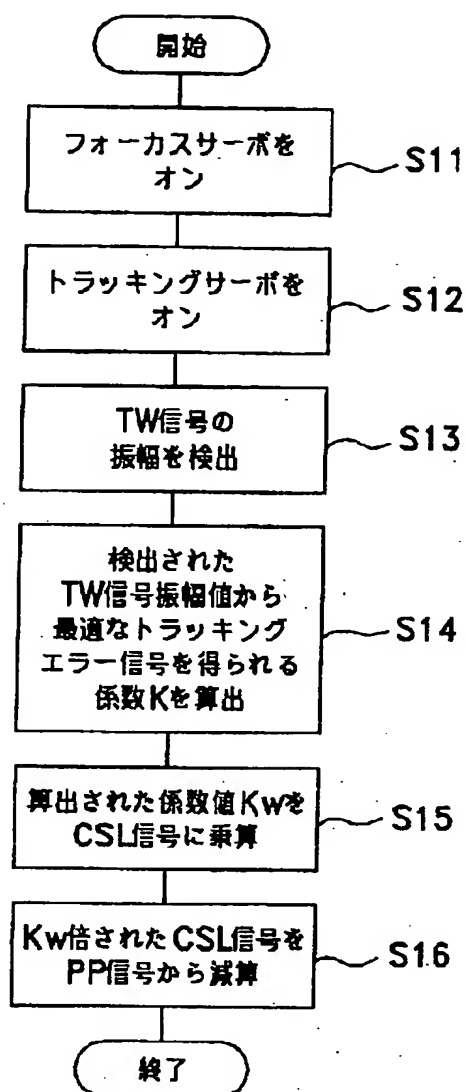 開始
フォーカスサーボを
オン
S11
トラッキングサーボを
オン
S12
TW信号の
振幅を検出
S13
検出された
TW信号振幅値から
最適なトラッキング
エラー信号を得られる
係数Kを算出
S14
算出された係数値Kwを
CSL信号に乗算
S15
Kw倍されたCSL信号を
PP信号から減算
S16
終了